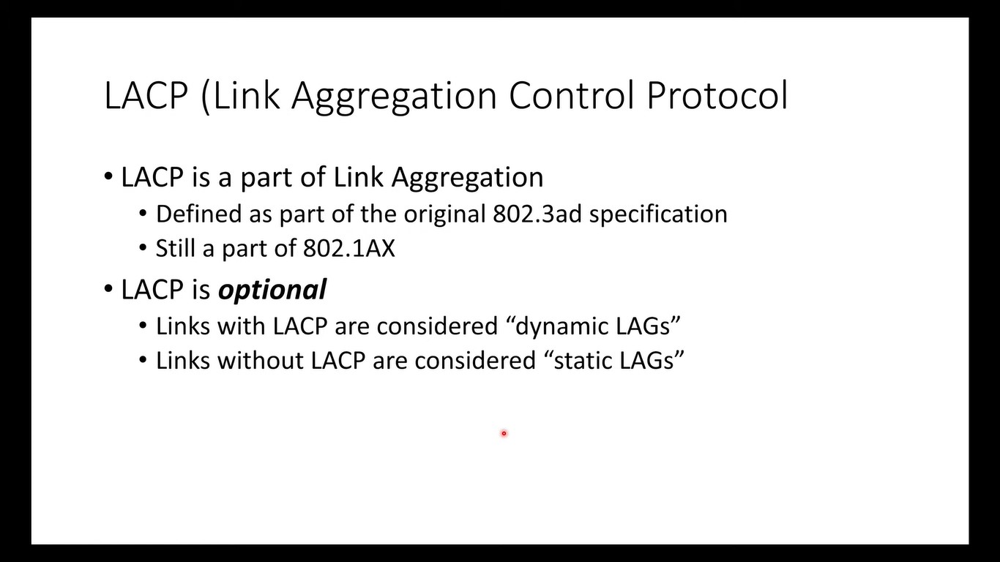 LACP (Link Aggregation Control Protocol
• LACP is a part of Link Aggregation
• Defined as part of the original 802.3ad specification
• Still a part of 802.1AX
• LACP is optional
• Links with LACP are considered “dynamic LAGs”
• Links without LACP are considered “static LAGs”